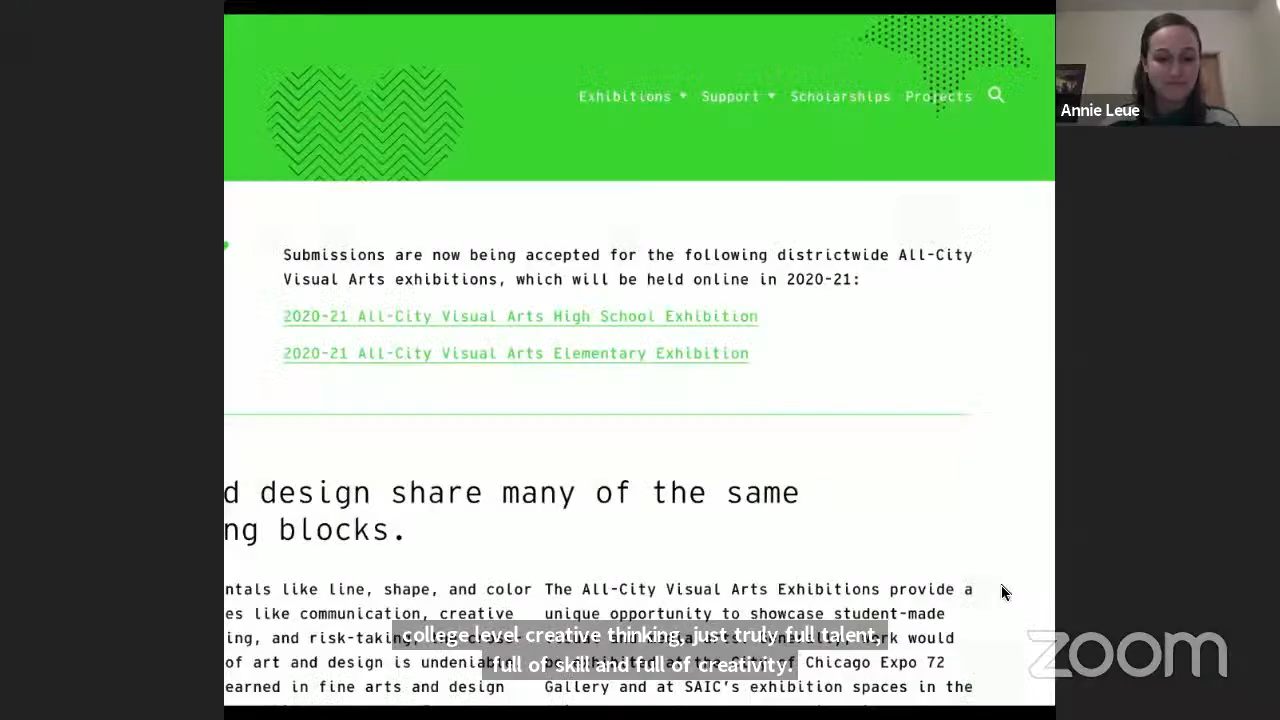 Exhibitions Support Scholarships Projects
Annie Leue
Submissions are now being accepted for the following districtwide All-City
Visual Arts exhibitions, which will be held online in 2020-21:
2020-21 All-City Visual Arts High School Exhibition
2020-21 All-City Visual Arts Elementary Exhibition
d design share many of the same
ng blocks.
ntals like line, shape, and color
es like communication, creative
ing, and risk-taking
of art and design is undeniab
earned in fine arts and design
The All-City Visual Arts Exhibitions provide a
unique opportunity to showcase student-made
rk would
Chicago Expo 72
Gallery and at SAIC's exhibition spaces in the
college level creative thinking, just truly full talent,
full of skill and full of creativity.
zoom